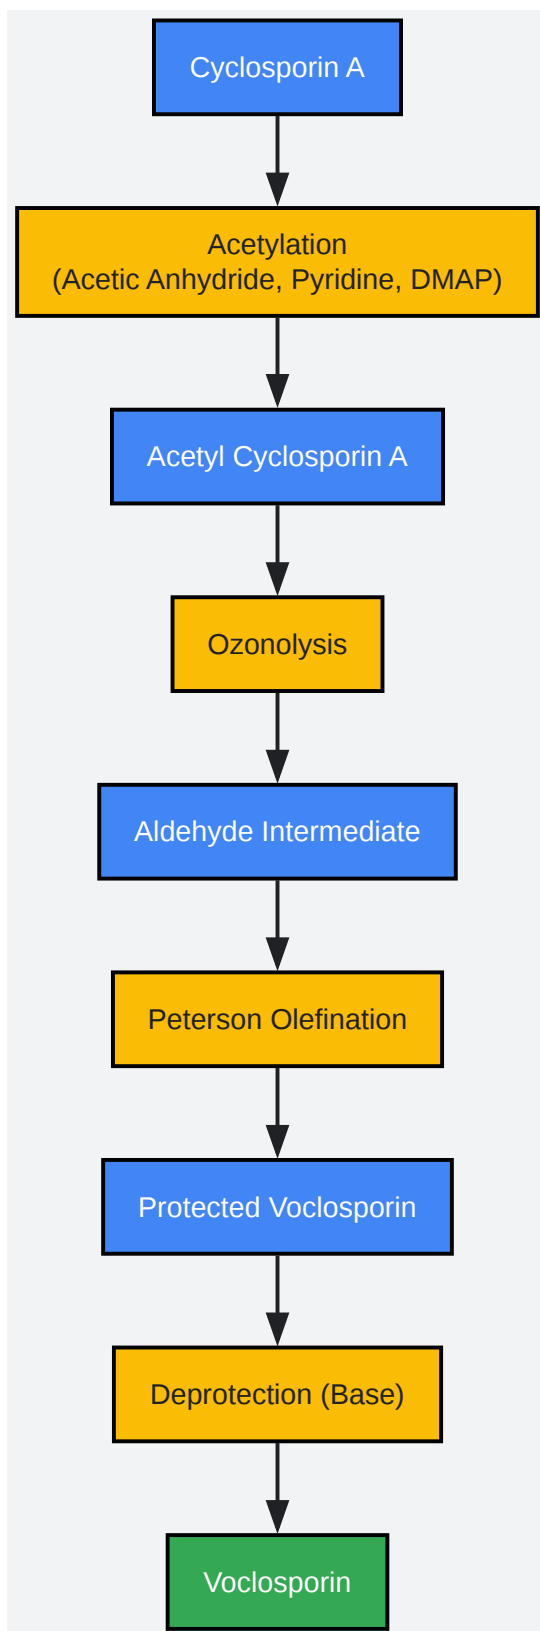 Cyclosporin A
Acetylation
(Acetic Anhydride, Pyridine, DMAP)
Acetyl Cyclosporin A
Ozonolysis
Aldehyde Intermediate
Peterson Olefination
Protected Voclosporin
Deprotection (Base)
Voclosporin